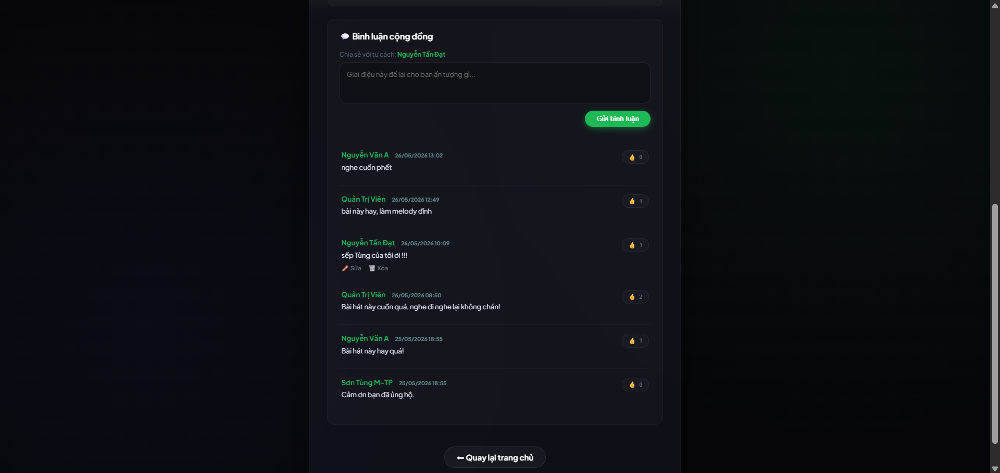 Bình luận cộng đồng
Chia sẻ với tư cách: Nguyễn Tấn Đạt
Giai điệu này để lại cho bạn ấn tượng gì...
Gửi bình luận
Nguyễn Văn A 26/05/2026 13:02
👍 0
nghe cuốn phết
Quản Trị Viên 26/05/2026 12:49
👍 1
bài này hay, làm melody đỉnh
Nguyễn Tấn Đạt 26/05/2026 10:09
👍 1
sếp Tùng của tôi ơi !!!
Sửa Xóa
Quản Trị Viên 26/05/2026 08:50
👍 2
Bài hát này cuốn quá, nghe đi nghe lại không chán!
Nguyễn Văn A 25/05/2026 18:55
👍 1
Bài hát này hay quá!
Sơn Tùng M-TP 25/05/2026 18:55
👍 0
Cảm ơn bạn đã ủng hộ.
⬅ Quay lại trang chủ